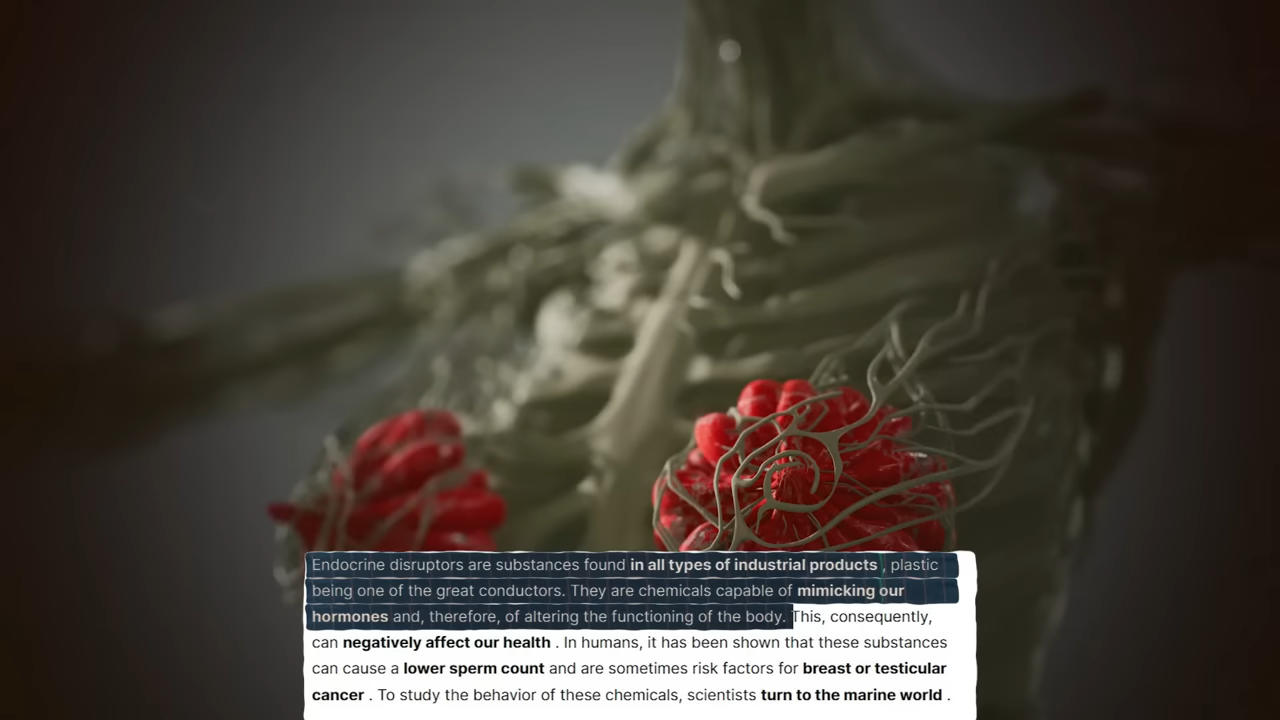 Endocrine disruptors are substances found in all types of industrial products , plastic
being one of the great conductors. They are chemicals capable of mimicking our
hormones and, therefore, of altering the functioning of the body. This, consequently,
can negatively affect our health . In humans, it has been shown that these substances
can cause a lower sperm count and are sometimes risk factors for breast or testicular
cancer . To study the behavior of these chemicals, scientists turn to the marine world .